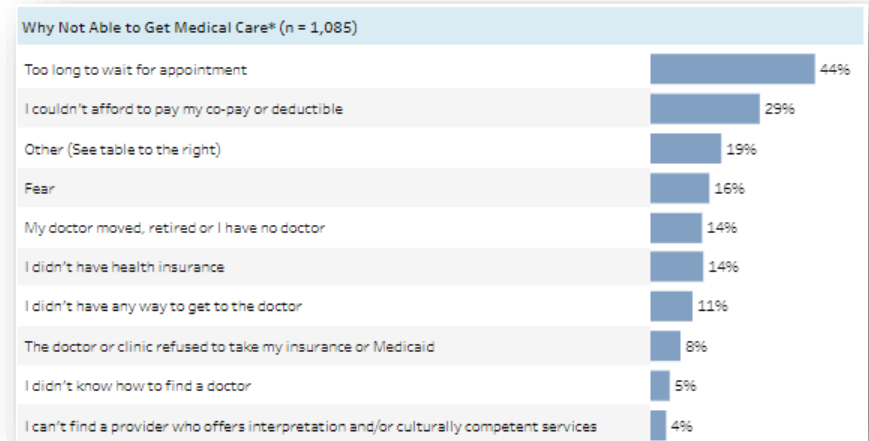 Why Not Able to Get Medical Care* (n = 1,085)
Too long to wait for appointment 44%
I couldn't afford to pay my co-pay or deductible 29%
Other (See table to the right) 19%
Fear 16%
My doctor moved, retired or I have no doctor 14%
I didn't have health insurance 14%
I didn't have any way to get to the doctor 11%
The doctor or clinic refused to take my insurance or Medicaid 8%
I didn't know how to find a doctor 5%
I can't find a provider who offers interpretation and/or culturally competent services 4%